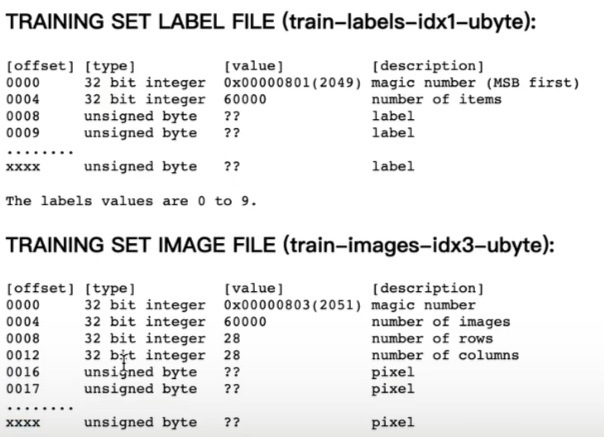 TRAINING SET LABEL FILE (train-labels-idx1-ubyte):
[offset] [type] [value] [description]
0000 32 bit integer 0x00000801(2049) magic number (MSB first)
0004 32 bit integer 60000 number of items
0008 unsigned byte ?? label
0009 unsigned byte ?? label
........
xxxx unsigned byte ?? label
The labels values are 0 to 9.
TRAINING SET IMAGE FILE (train-images-idx3-ubyte):
[offset] [type] [value] [description]
0000 32 bit integer 0x00000803(2051) magic number
0004 32 bit integer 60000 number of images
0008 32 bit integer 28 number of rows
0012 32 bit integer 28 number of columns
0016 unsigned byte ?? pixel
0017 unsigned byte ?? pixel
........
xxxx unsigned byte ?? pixel